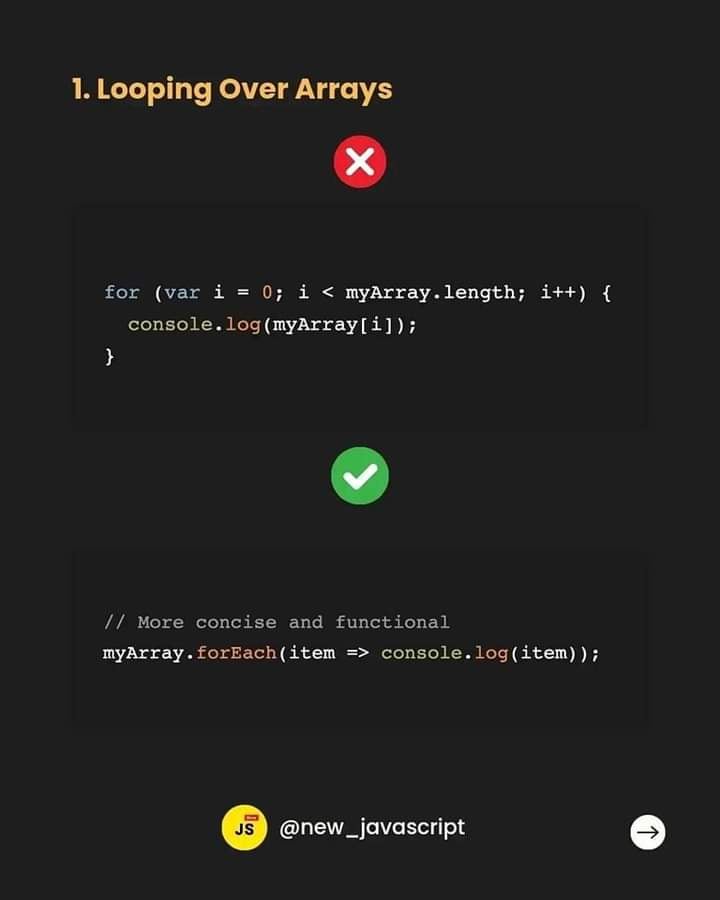 1. Looping Over Arrays
for (var i = 0; i < myArray.length; i++) {
  console.log(myArray[i]);
}
// More concise and functional
myArray.forEach(item => console.log(item));
JS
@new_javascript